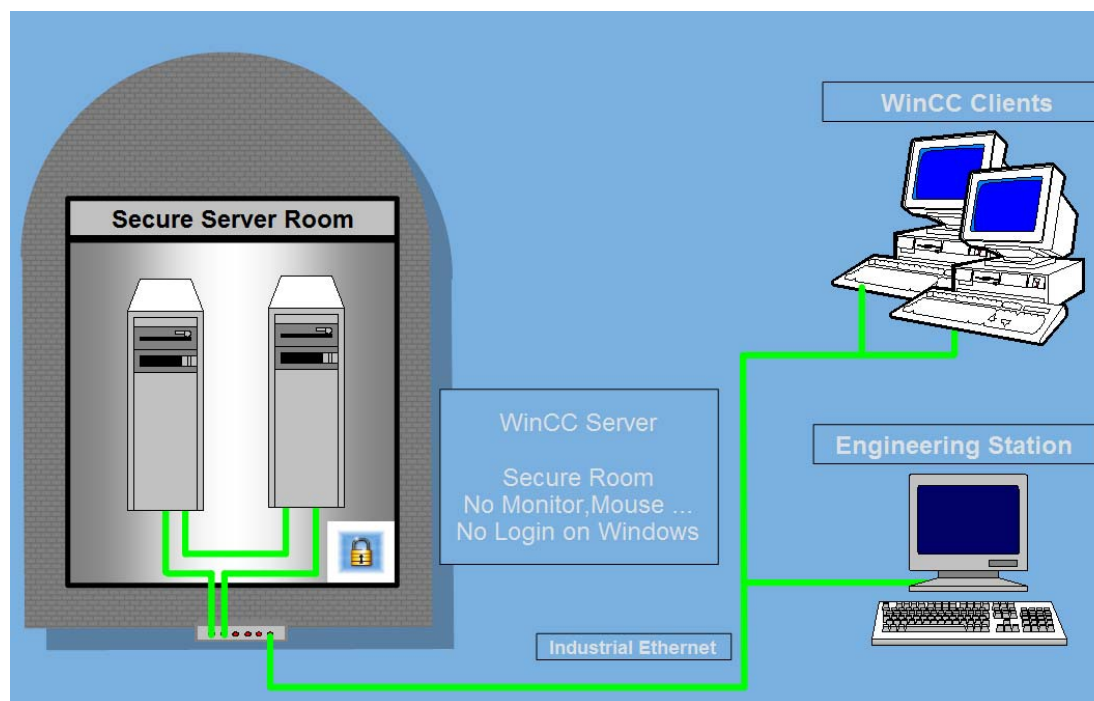 WinCC Clients
Secure Server Room
WinCC Server
Secure Room
No Monitor,Mouse ...
No Login on Windows
Engineering Station
Industrial Ethernet